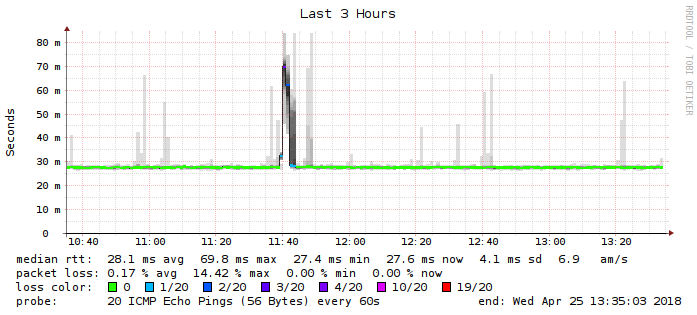 Last 3 Hours
RRDTOOL / TOBI OETIKER
Seconds
80 m
70 m
60 m
50 m
40 m
30 m
20 m
10 m
0
10:40 11:00 11:20 11:40 12:00 12:20 12:40 13:00 13:20
median rtt: 28.1 ms avg 69.8 ms max 27.4 ms min 27.6 ms now 4.1 ms sd 6.9 am/s
packet loss: 0.17 % avg 14.42 % max 0.00 % min 0.00 % now
loss color: 0 1/20 2/20 3/20 4/20 10/20 19/20
probe: 20 ICMP Echo Pings (56 Bytes) every 60s end: Wed Apr 25 13:35:03 2018